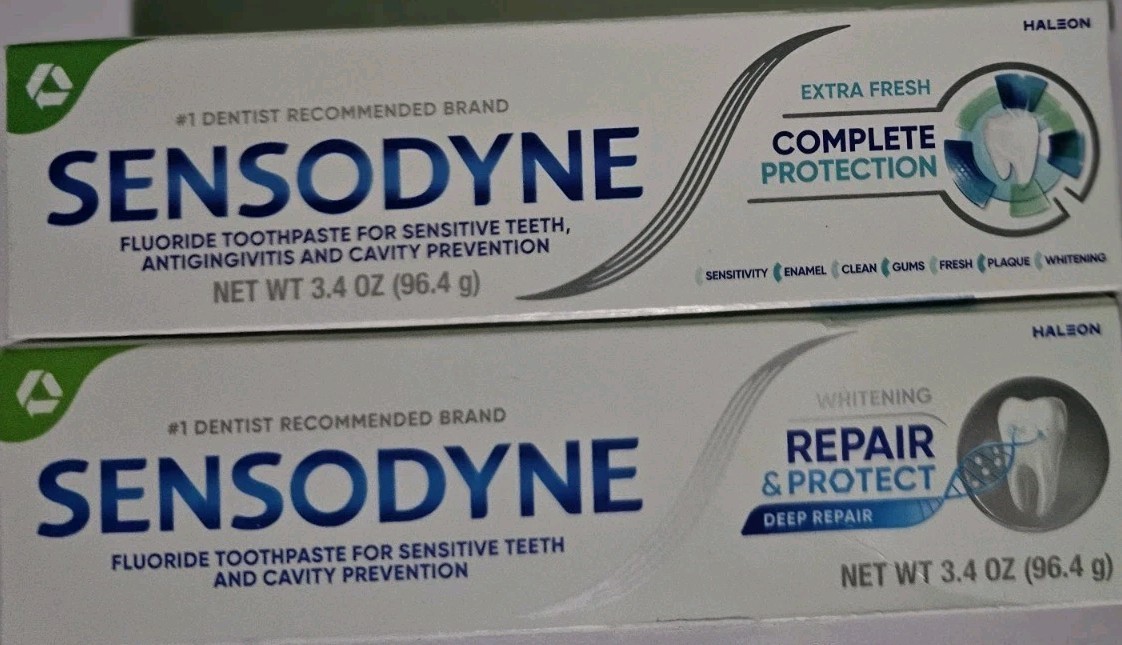 HALEON
#1 DENTIST RECOMMENDED BRAND
SENSODYNE
FLUORIDE TOOTHPASTE FOR SENSITIVE TEETH,
ANTIGINGIVITIS AND CAVITY PREVENTION
NET WT 3.4 OZ (96.4 g)
EXTRA FRESH
COMPLETE
PROTECTION
SENSITIVITY ENAMEL CLEAN GUMS FRESH PLAQUE WHITENING
HALEON
#1 DENTIST RECOMMENDED BRAND
SENSODYNE
FLUORIDE TOOTHPASTE FOR SENSITIVE TEETH
AND CAVITY PREVENTION
WHITENING
REPAIR
& PROTECT
DEEP REPAIR
NET WT 3.4 OZ (96.4 g)